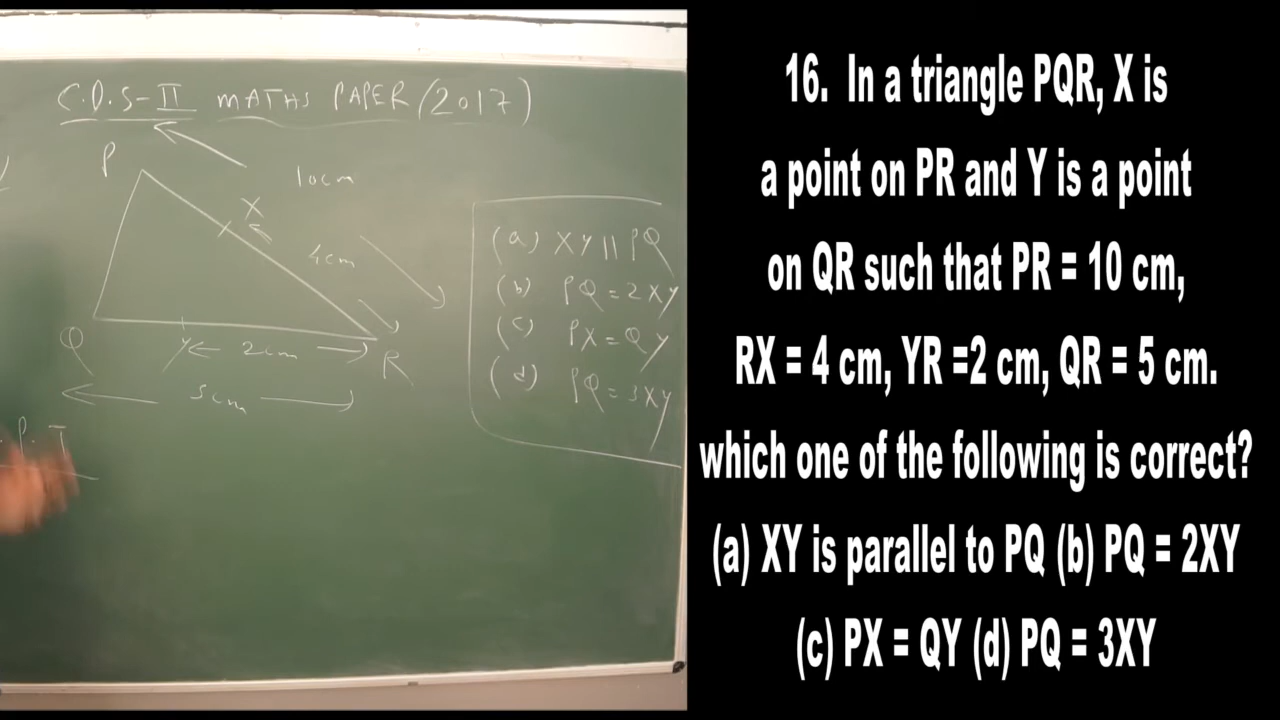 C.D.S-II MATHS PAPER (2017)
P
10cm
X
4cm
Q
Y
2cm
R
5cm
(a) XY || PQ
(b) PQ = 2XY
(c) PX = QY
(d) PQ = 3XY
. P. T
16. In a triangle PQR, X is
a point on PR and Y is a point
on QR such that PR = 10 cm,
RX = 4 cm, YR =2 cm, QR = 5 cm.
which one of the following is correct?
(a) XY is parallel to PQ (b) PQ = 2XY
(c) PX = QY (d) PQ = 3XY